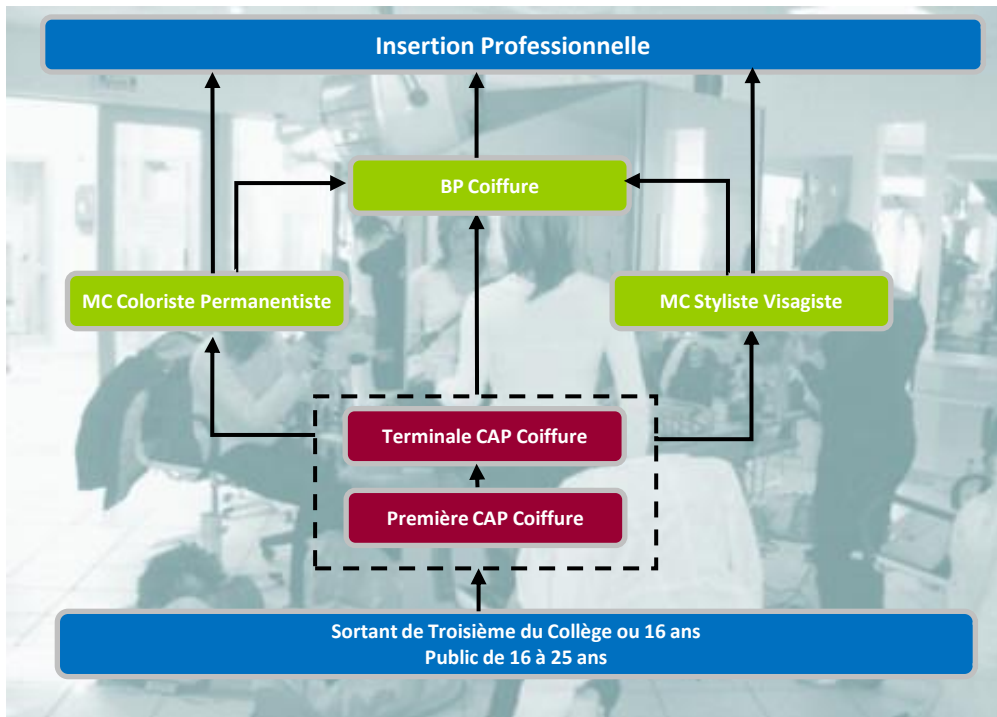 Insertion Professionnelle
BP Coiffure
MC Coloriste Permanentiste
MC Styliste Visagiste
Terminale CAP Coiffure
Première CAP Coiffure
Sortant de Troisième du Collège ou 16 ans
Public de 16 à 25 ans